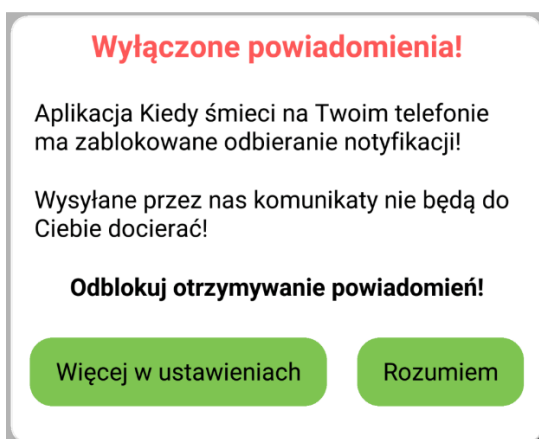 Wyłączone powiadomienia!
Aplikacja Kiedy śmieci na Twoim telefonie
ma zablokowane odbieranie notyfikacji!
Wysyłane przez nas komunikaty nie będą do
Ciebie docierać!
Odblokuj otrzymywanie powiadomień!
Więcej w ustawieniach
Rozumiem